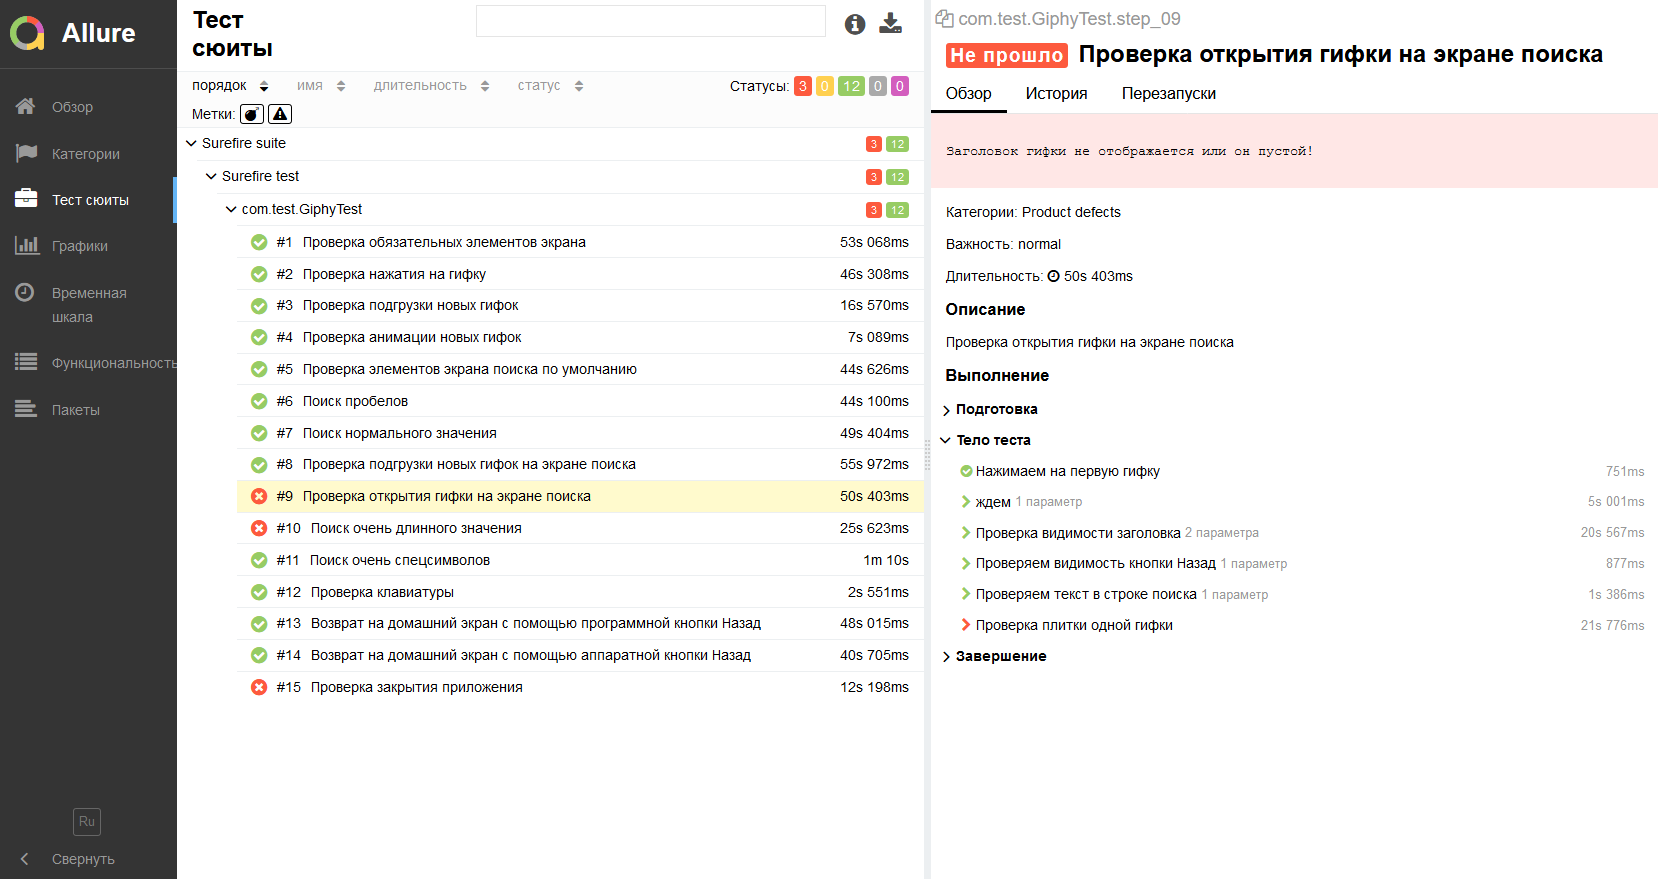 Allure
Обзор
Категории
Тест сюиты
Графики
Временная
шкала
Функциональность
Пакеты
Ru
Свернуть
Тест
сюиты
порядок имя длительность статус Статусы: 3 0 12 0 0
Метки:
Surefire suite 3 12
Surefire test 3 12
com.test.GiphyTest 3 12
#1 Проверка обязательных элементов экрана 53s 068ms
#2 Проверка нажатия на гифку 46s 308ms
#3 Проверка подгрузки новых гифок 16s 570ms
#4 Проверка анимации новых гифок 7s 089ms
#5 Проверка элементов экрана поиска по умолчанию 44s 626ms
#6 Поиск пробелов 44s 100ms
#7 Поиск нормального значения 49s 404ms
#8 Проверка подгрузки новых гифок на экране поиска 55s 972ms
#9 Проверка открытия гифки на экране поиска 50s 403ms
#10 Поиск очень длинного значения 25s 623ms
#11 Поиск очень спецсимволов 1m 10s
#12 Проверка клавиатуры 2s 551ms
#13 Возврат на домашний экран с помощью программной кнопки Назад 48s 015ms
#14 Возврат на домашний экран с помощью аппаратной кнопки Назад 40s 705ms
#15 Проверка закрытия приложения 12s 198ms
com.test.GiphyTest.step_09
Не прошло Проверка открытия гифки на экране поиска
Обзор История Перезапуски
Заголовок гифки не отображается или он пустой!
Категории: Product defects
Важность: normal
Длительность: 50s 403ms
Описание
Проверка открытия гифки на экране поиска
Выполнение
Подготовка
Тело теста
Нажимаем на первую гифку 751ms
ждем 1 параметр 5s 001ms
Проверка видимости заголовка 2 параметра 20s 567ms
Проверяем видимость кнопки Назад 1 параметр 877ms
Проверяем текст в строке поиска 1 параметр 1s 386ms
Проверка плитки одной гифки 21s 776ms
Завершение